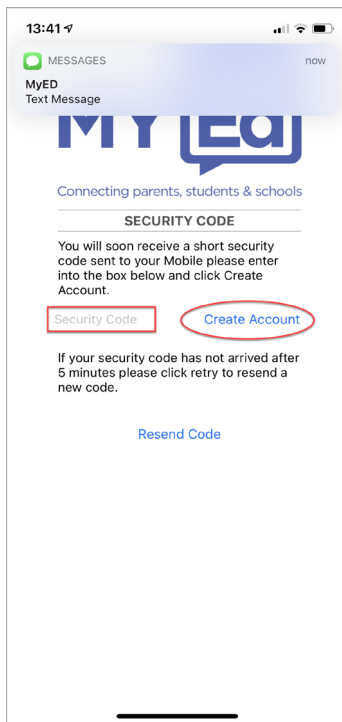 13:41
MESSAGES now
MyED
Text Message
MY Ed
Connecting parents, students & schools
SECURITY CODE
You will soon receive a short security
code sent to your Mobile please enter
into the box below and click Create
Account.
Security Code Create Account
If your security code has not arrived after
5 minutes please click retry to resend a
new code.
Resend Code